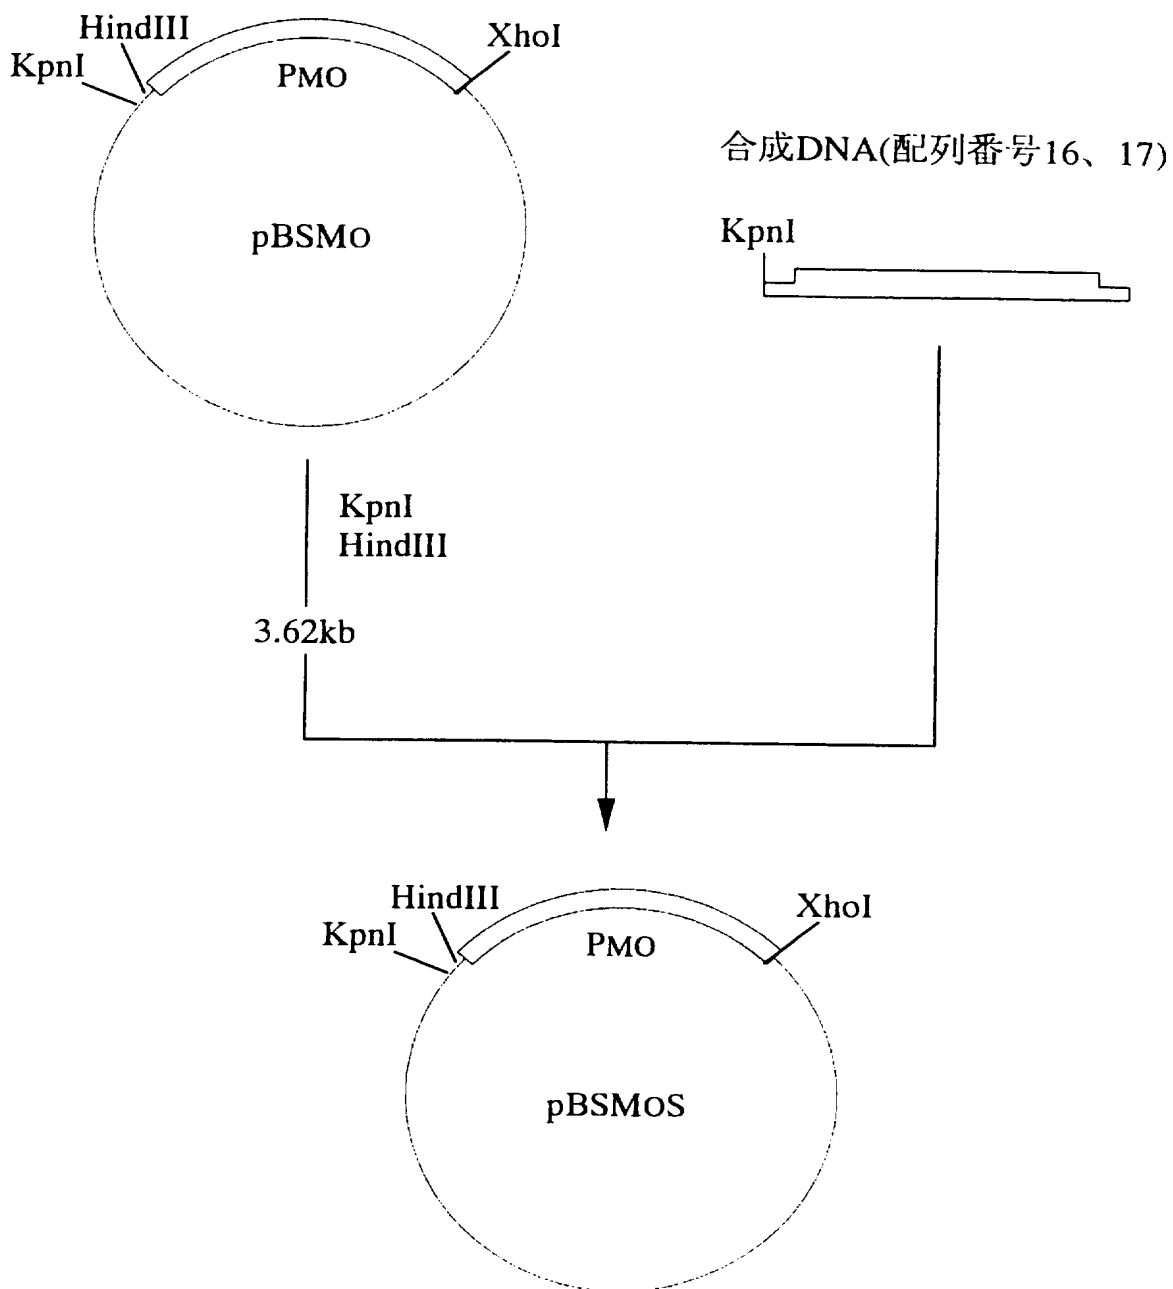 HindIII
XhoI
KpnI
PMO
合成DNA(配列番号16、17)
KpnI
pBSMO
KpnI
HindIII
3.62kb
HindIII
XhoI
KpnI
PMO
pBSMOS